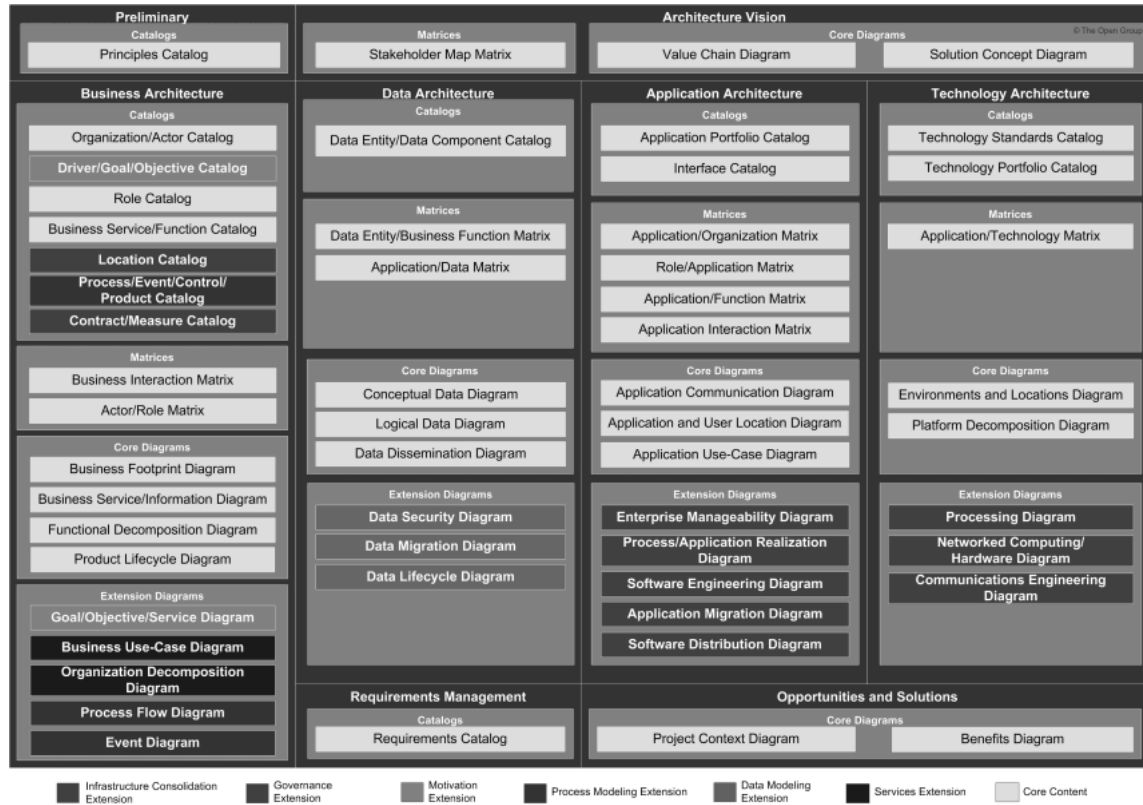 Preliminary
Catalogs
Principles Catalog
Architecture Vision
Matrices
Stakeholder Map Matrix
Core Diagrams
© The Open Group
Value Chain Diagram
Solution Concept Diagram
Business Architecture
Catalogs
Organization/Actor Catalog
Driver/Goal/Objective Catalog
Role Catalog
Business Service/Function Catalog
Location Catalog
Process/Event/Control/
Product Catalog
Contract/Measure Catalog
Matrices
Business Interaction Matrix
Actor/Role Matrix
Core Diagrams
Business Footprint Diagram
Business Service/Information Diagram
Functional Decomposition Diagram
Product Lifecycle Diagram
Extension Diagrams
Goal/Objective/Service Diagram
Business Use-Case Diagram
Organization Decomposition
Diagram
Process Flow Diagram
Event Diagram
Data Architecture
Catalogs
Data Entity/Data Component Catalog
Matrices
Data Entity/Business Function Matrix
Application/Data Matrix
Core Diagrams
Conceptual Data Diagram
Logical Data Diagram
Data Dissemination Diagram
Extension Diagrams
Data Security Diagram
Data Migration Diagram
Data Lifecycle Diagram
Application Architecture
Catalogs
Application Portfolio Catalog
Interface Catalog
Matrices
Application/Organization Matrix
Role/Application Matrix
Application/Function Matrix
Application Interaction Matrix
Core Diagrams
Application Communication Diagram
Application and User Location Diagram
Application Use-Case Diagram
Extension Diagrams
Enterprise Manageability Diagram
Process/Application Realization
Diagram
Software Engineering Diagram
Application Migration Diagram
Software Distribution Diagram
Technology Architecture
Catalogs
Technology Standards Catalog
Technology Portfolio Catalog
Matrices
Application/Technology Matrix
Core Diagrams
Environments and Locations Diagram
Platform Decomposition Diagram
Extension Diagrams
Processing Diagram
Networked Computing/
Hardware Diagram
Communications Engineering
Diagram
Requirements Management
Catalogs
Requirements Catalog
Opportunities and Solutions
Core Diagrams
Project Context Diagram
Benefits Diagram
Infrastructure Consolidation
Extension
Governance
Extension
Motivation
Extension
Process Modeling Extension
Data Modeling
Extension
Services Extension
Core Content